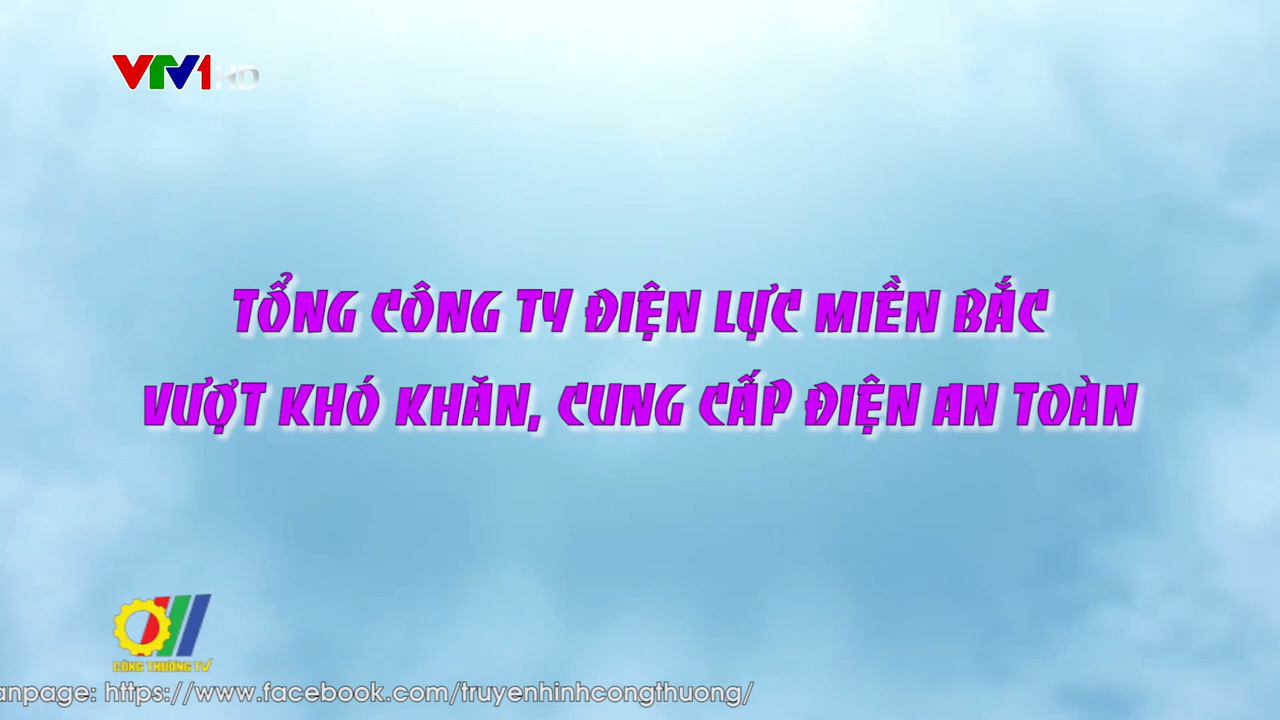 VTV1 HD
TỔNG CÔNG TY ĐIỆN LỰC MIỀN BẮC
VƯỢT KHÓ KHĂN, CUNG CẤP ĐIỆN AN TOÀN
CÔNG THƯƠNG TV
anpage: https://www.facebook.com/truyenhinhcongthuong/